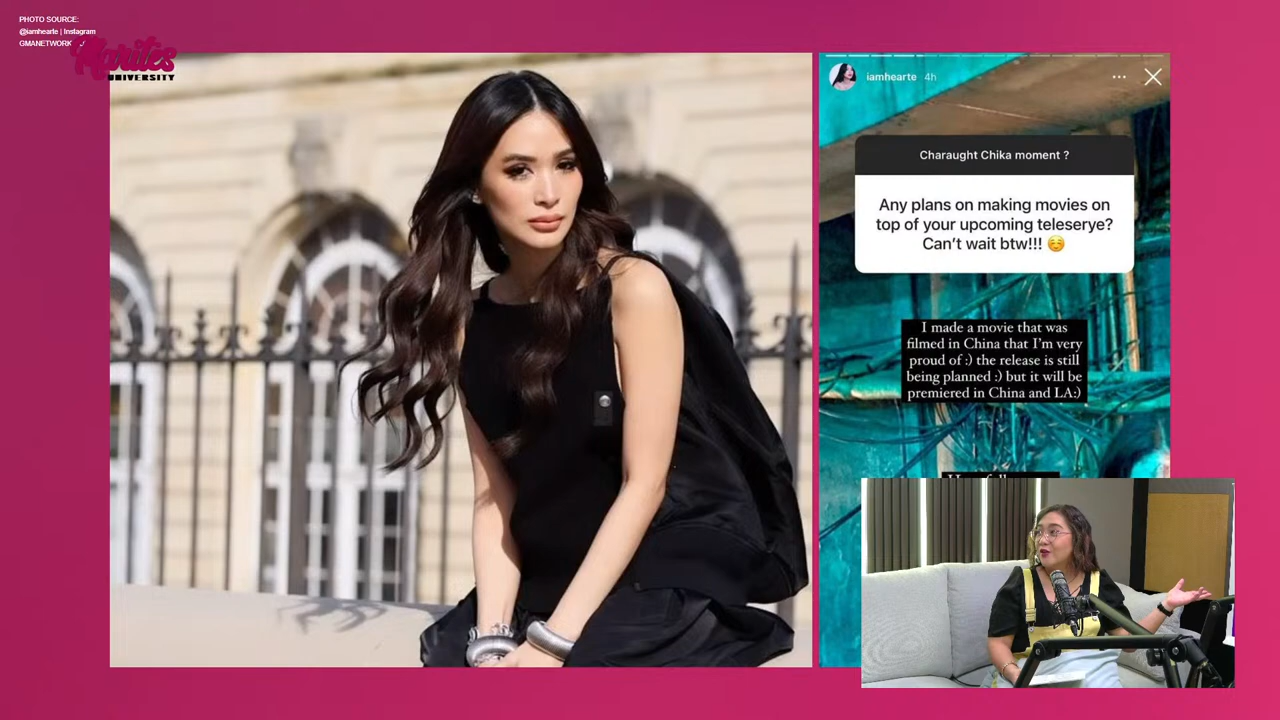 PHOTO SOURCE:
@iamhearte | Instagram
GMANETWORK
Marites
UNIVERSITY
iamhearte 4h
Charaught Chika moment ?
Any plans on making movies on
top of your upcoming teleserye?
Can't wait btw!!! ☺️
I made a movie that was
filmed in China that I'm very
proud of :) the release is still
being planned :) but it will be
premiered in China and LA:)